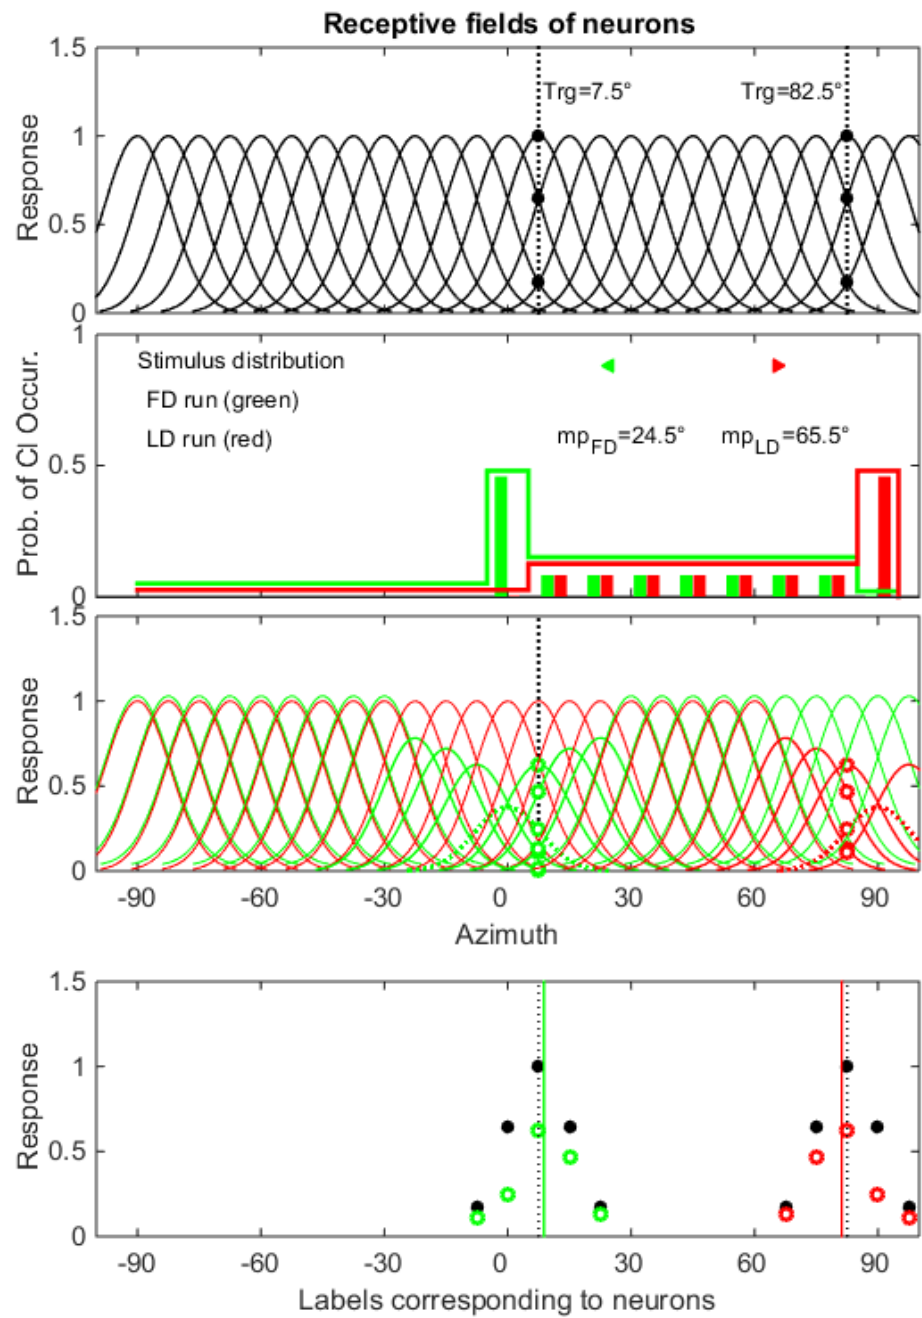 Receptive fields of neurons
1.5
Trg=7.5° Trg=82.5°
1
Response
0.5
0
1
Stimulus distribution
FD run (green)
LD run (red)
mp_FD=24.5° mp_LD=65.5°
Prob. of CI Occur.
0.5
0
1.5
1
Response
0.5
0
-90 -60 -30 0 30 60 90
Azimuth
1.5
1
Response
0.5
0
-90 -60 -30 0 30 60 90
Labels corresponding to neurons